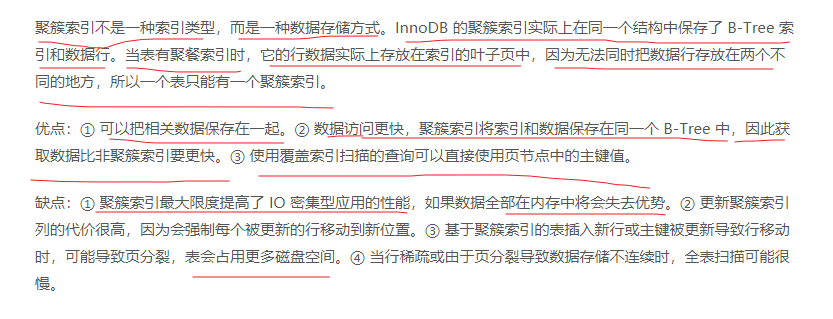 聚簇索引不是一种索引类型，而是一种数据存储方式。InnoDB 的聚簇索引实际上在同一个结构中保存了 B-Tree 索
引和数据行。当表有聚餐索引时，它的行数据实际上存放在索引的叶子页中，因为无法同时把数据行存放在两个不
同的地方，所以一个表只能有一个聚簇索引。
优点：① 可以把相关数据保存在一起。② 数据访问更快，聚簇索引将索引和数据保存在同一个 B-Tree 中，因此获
取数据比非聚簇索引要更快。③ 使用覆盖索引扫描的查询可以直接使用页节点中的主键值。
缺点：① 聚簇索引最大限度提高了 IO 密集型应用的性能，如果数据全部在内存中将会失去优势。② 更新聚簇索引
列的代价很高，因为会强制每个被更新的行移动到新位置。③ 基于聚簇索引的表插入新行或主键被更新导致行移动
时，可能导致页分裂，表会占用更多磁盘空间。④ 当行稀疏或由于页分裂导致数据存储不连续时，全表扫描可能很
慢。